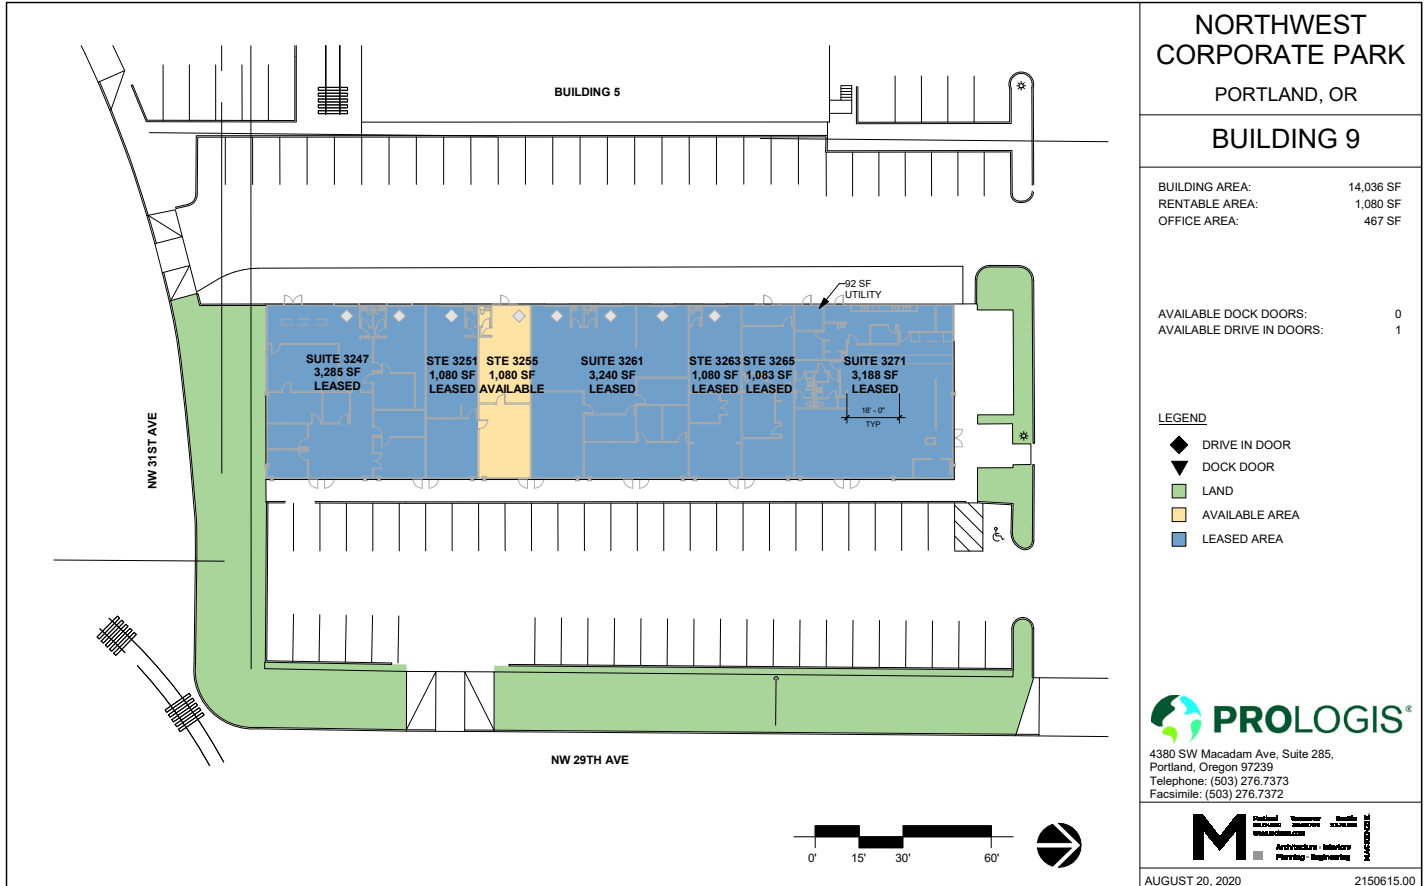 NORTHWEST
CORPORATE PARK
PORTLAND, OR
BUILDING 9
BUILDING AREA: 14,036 SF
RENTABLE AREA: 1,080 SF
OFFICE AREA: 467 SF
AVAILABLE DOCK DOORS: 0
AVAILABLE DRIVE IN DOORS: 1
LEGEND
DRIVE IN DOOR
DOCK DOOR
LAND
AVAILABLE AREA
LEASED AREA
PROLOGIS®
4380 SW Macadam Ave, Suite 285,
Portland, Oregon 97239
Telephone: (503) 276.7373
Facsimile: (503) 276.7372
M
Portland Vancouver Seattle
Architecture - Interiors
Planning - Engineering
MACKENZIE.
AUGUST 20, 2020 2150615.00
BUILDING 5
92 SF
UTILITY
SUITE 3247
3,285 SF
LEASED
STE 3251
1,080 SF
LEASED
STE 3255
1,080 SF
AVAILABLE
SUITE 3261
3,240 SF
LEASED
STE 3263
1,080 SF
LEASED
STE 3265
1,083 SF
LEASED
SUITE 3271
3,188 SF
LEASED
18' - 0"
TYP
NW 31ST AVE
NW 29TH AVE
0' 15' 30' 60'